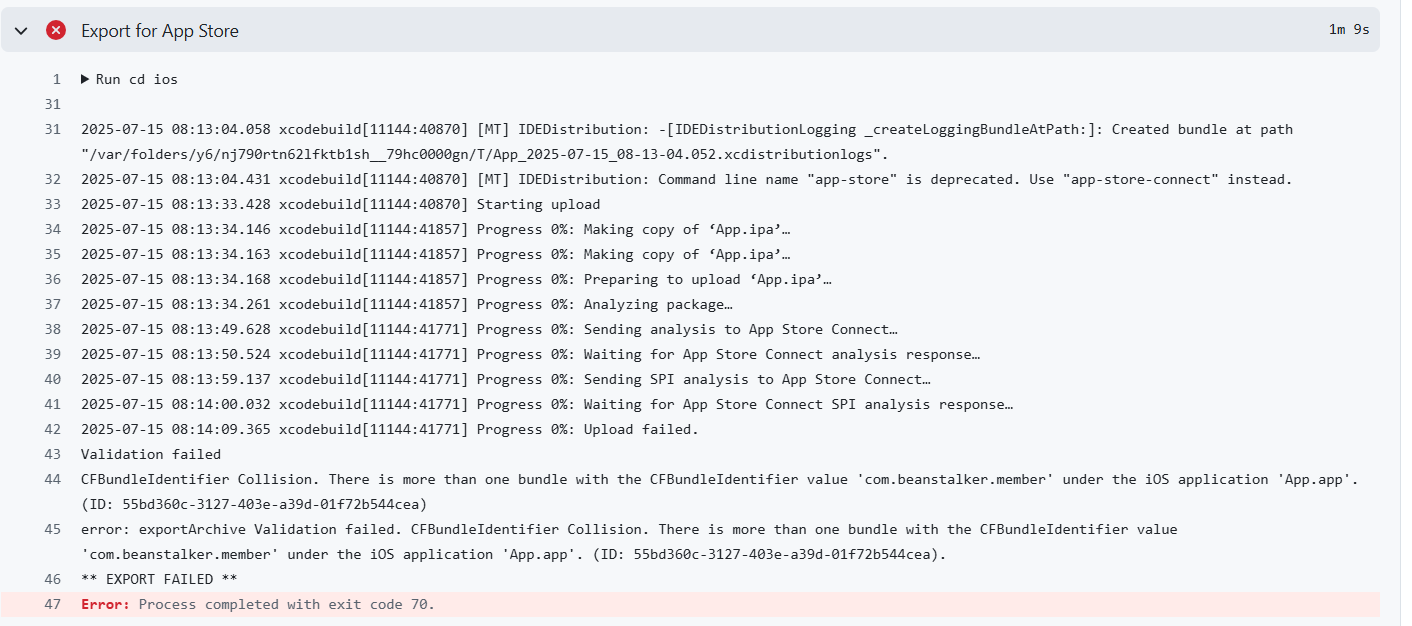 Export for App Store
1m 9s
1 Run cd ios
31
31 2025-07-15 08:13:04.058 xcodebuild[11144:40870] [MT] IDEDistribution: -[IDEDistributionLogging _createLoggingBundleAtPath:]: Created bundle at path
"/var/folders/y6/nj790rtn62lfktb1sh__79hc0000gn/T/App_2025-07-15_08-13-04.052.xcdistributionlogs".
32 2025-07-15 08:13:04.431 xcodebuild[11144:40870] [MT] IDEDistribution: Command line name "app-store" is deprecated. Use "app-store-connect" instead.
33 2025-07-15 08:13:33.428 xcodebuild[11144:40870] Starting upload
34 2025-07-15 08:13:34.146 xcodebuild[11144:41857] Progress 0%: Making copy of ‘App.ipa’…
35 2025-07-15 08:13:34.163 xcodebuild[11144:41857] Progress 0%: Making copy of ‘App.ipa’…
36 2025-07-15 08:13:34.168 xcodebuild[11144:41857] Progress 0%: Preparing to upload ‘App.ipa’…
37 2025-07-15 08:13:34.261 xcodebuild[11144:41857] Progress 0%: Analyzing package…
38 2025-07-15 08:13:49.628 xcodebuild[11144:41771] Progress 0%: Sending analysis to App Store Connect…
39 2025-07-15 08:13:50.524 xcodebuild[11144:41771] Progress 0%: Waiting for App Store Connect analysis response…
40 2025-07-15 08:13:59.137 xcodebuild[11144:41771] Progress 0%: Sending SPI analysis to App Store Connect…
41 2025-07-15 08:14:00.032 xcodebuild[11144:41771] Progress 0%: Waiting for App Store Connect SPI analysis response…
42 2025-07-15 08:14:09.365 xcodebuild[11144:41771] Progress 0%: Upload failed.
43 Validation failed
44 CFBundleIdentifier Collision. There is more than one bundle with the CFBundleIdentifier value 'com.beanstalker.member' under the iOS application 'App.app'.
(ID: 55bd360c-3127-403e-a39d-01f72b544cea)
45 error: exportArchive Validation failed. CFBundleIdentifier Collision. There is more than one bundle with the CFBundleIdentifier value
'com.beanstalker.member' under the iOS application 'App.app'. (ID: 55bd360c-3127-403e-a39d-01f72b544cea).
46 ** EXPORT FAILED **
47 Error: Process completed with exit code 70.